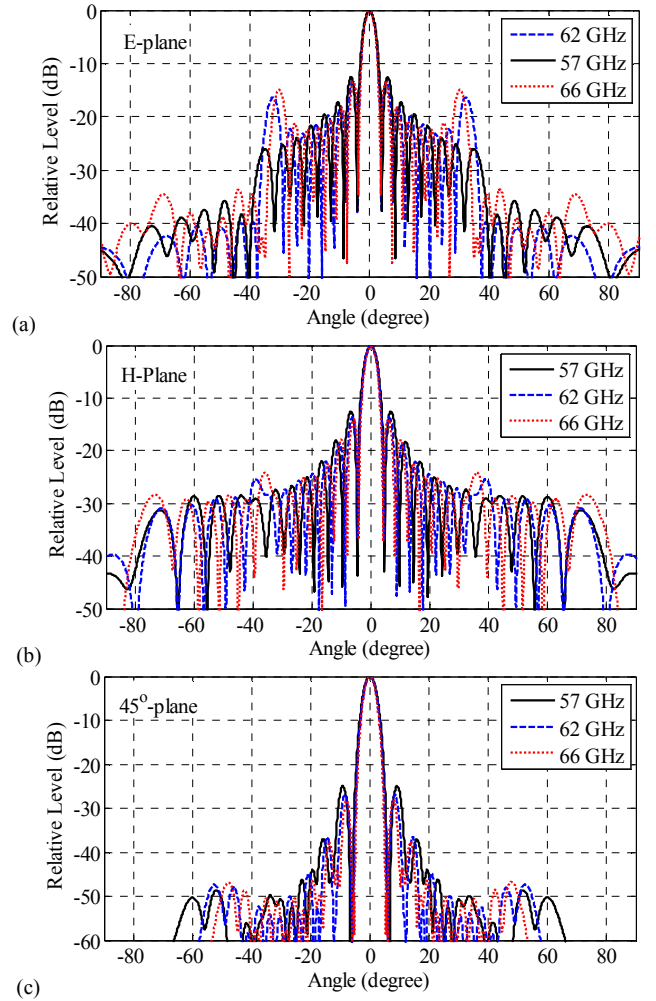 E-plane
62 GHz
57 GHz
66 GHz
Relative Level (dB)
0
-10
-20
-30
-40
-50
-80 -60 -40 -20 0 20 40 60 80
Angle (degree)
(a)
H-Plane
57 GHz
62 GHz
66 GHz
Relative Level (dB)
0
-10
-20
-30
-40
-50
-80 -60 -40 -20 0 20 40 60 80
Angle (degree)
(b)
45°-plane
57 GHz
62 GHz
66 GHz
Relative Level (dB)
0
-10
-20
-30
-40
-50
-60
-80 -60 -40 -20 0 20 40 60 80
Angle (degree)
(c)